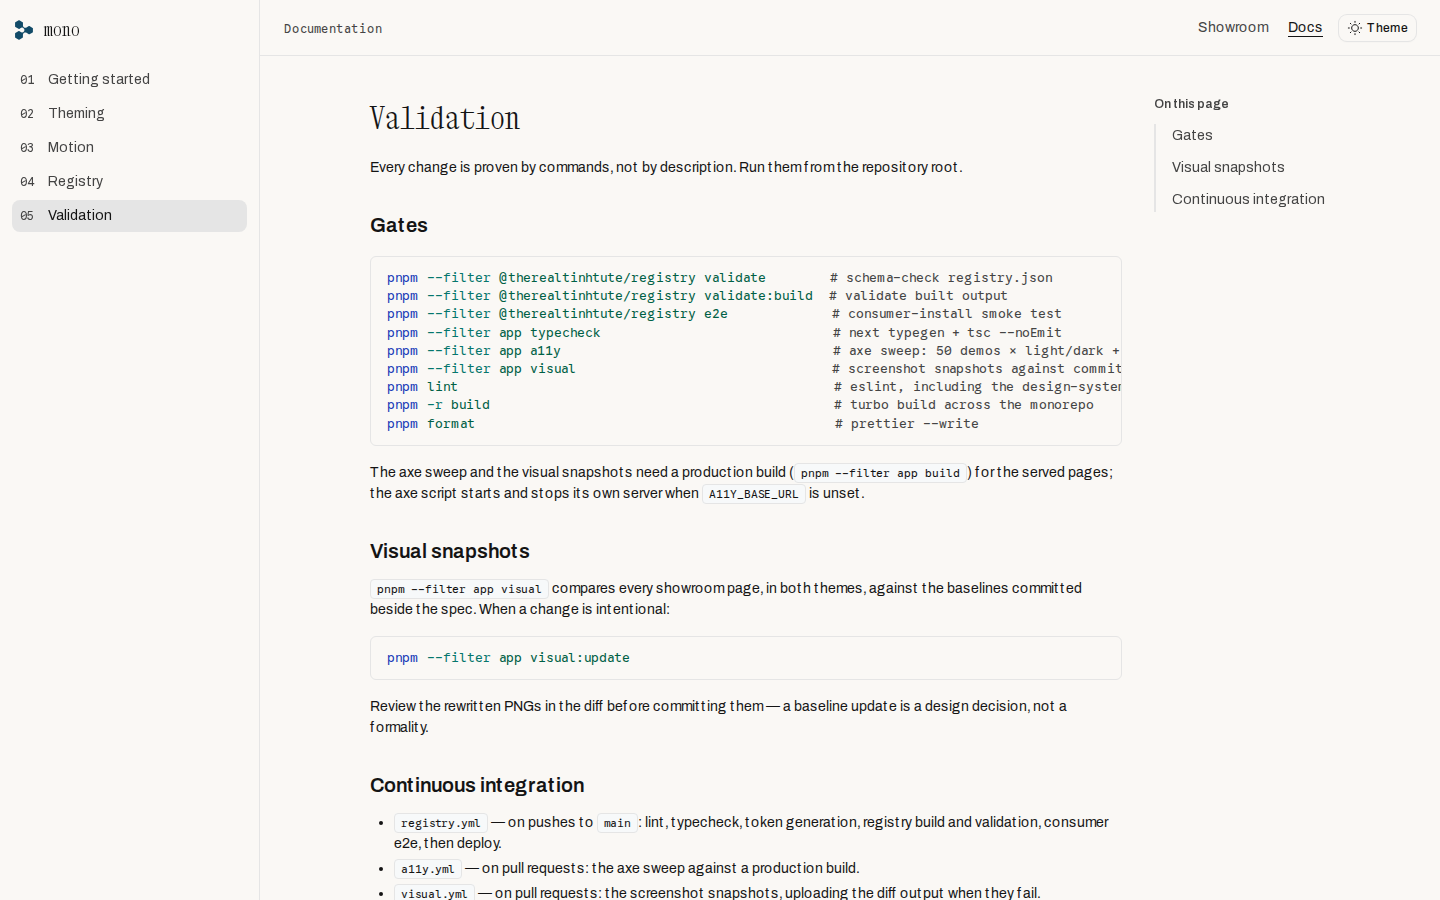 mono
01 Getting started
02 Theming
03 Motion
04 Registry
05 Validation
Documentation
Showroom
Docs
Theme
Validation
Every change is proven by commands, not by description. Run them from the repository root.
Gates
pnpm --filter @therealtinhtute/registry validate # schema-check registry.json
pnpm --filter @therealtinhtute/registry validate:build # validate built output
pnpm --filter @therealtinhtute/registry e2e # consumer-install smoke test
pnpm --filter app typecheck # next typegen + tsc --noEmit
pnpm --filter app a11y # axe sweep: 50 demos × light/dark +
pnpm --filter app visual # screenshot snapshots against commit
pnpm lint # eslint, including the design-system
pnpm -r build # turbo build across the monorepo
pnpm format # prettier --write
The axe sweep and the visual snapshots need a production build ( pnpm --filter app build ) for the served pages;
the axe script starts and stops its own server when A11Y_BASE_URL is unset.
Visual snapshots
pnpm --filter app visual compares every showroom page, in both themes, against the baselines committed
beside the spec. When a change is intentional:
pnpm --filter app visual:update
Review the rewritten PNGs in the diff before committing them — a baseline update is a design decision, not a
formality.
Continuous integration
registry.yml — on pushes to main : lint, typecheck, token generation, registry build and validation, consumer
e2e, then deploy.
a11y.yml — on pull requests: the axe sweep against a production build.
visual.yml — on pull requests: the screenshot snapshots, uploading the diff output when they fail.
On this page
Gates
Visual snapshots
Continuous integration